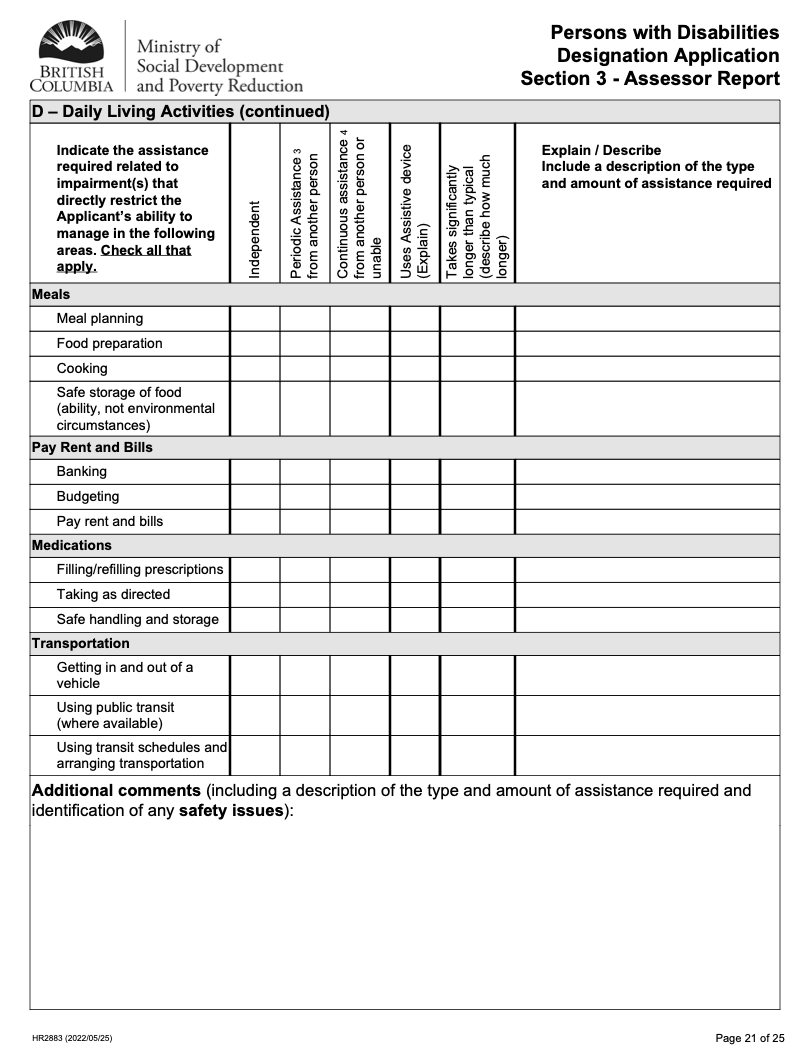 BRITISH
COLUMBIA
Ministry of
Social Development
and Poverty Reduction
Persons with Disabilities
Designation Application
Section 3 - Assessor Report
D – Daily Living Activities (continued)
Indicate the assistance
required related to
impairment(s) that
directly restrict the
Applicant’s ability to
manage in the following
areas. Check all that
apply.
Independent
Periodic Assistance 3
from another person
Continuous assistance 4
from another person or
unable
Uses Assistive device
(Explain)
Takes significantly
longer than typical
(describe how much
longer)
Explain / Describe
Include a description of the type
and amount of assistance required
Meals
Meal planning
Food preparation
Cooking
Safe storage of food
(ability, not environmental
circumstances)
Pay Rent and Bills
Banking
Budgeting
Pay rent and bills
Medications
Filling/refilling prescriptions
Taking as directed
Safe handling and storage
Transportation
Getting in and out of a
vehicle
Using public transit
(where available)
Using transit schedules and
arranging transportation
Additional comments (including a description of the type and amount of assistance required and
identification of any safety issues):
HR2883 (2022/05/25)
Page 21 of 25